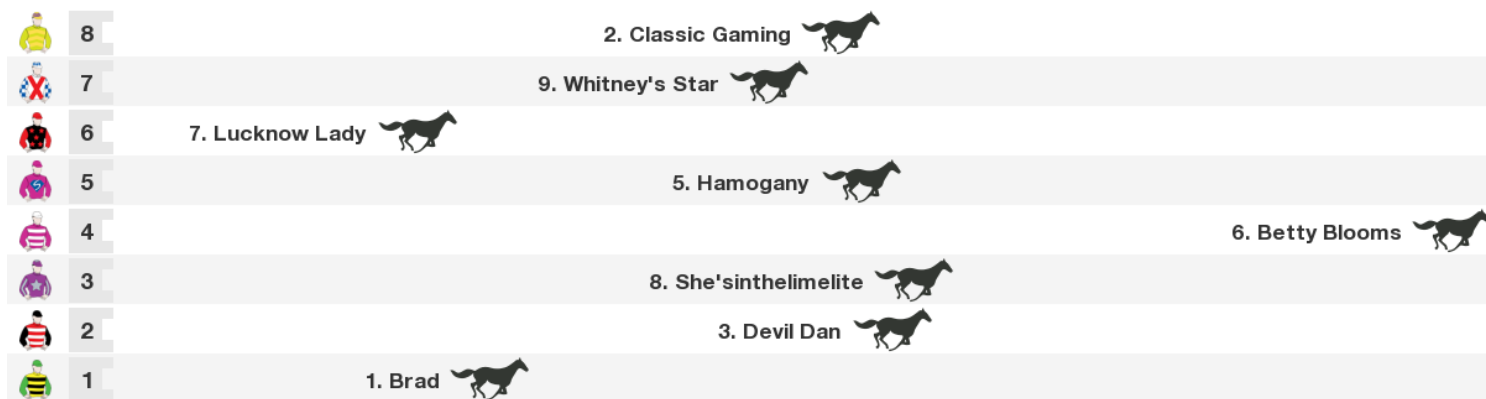 8 2. Classic Gaming
7 9. Whitney's Star
6 7. Lucknow Lady
5 5. Hamogany
4 6. Betty Blooms
3 8. She'sinthelimelite
2 3. Devil Dan
1 1. Brad